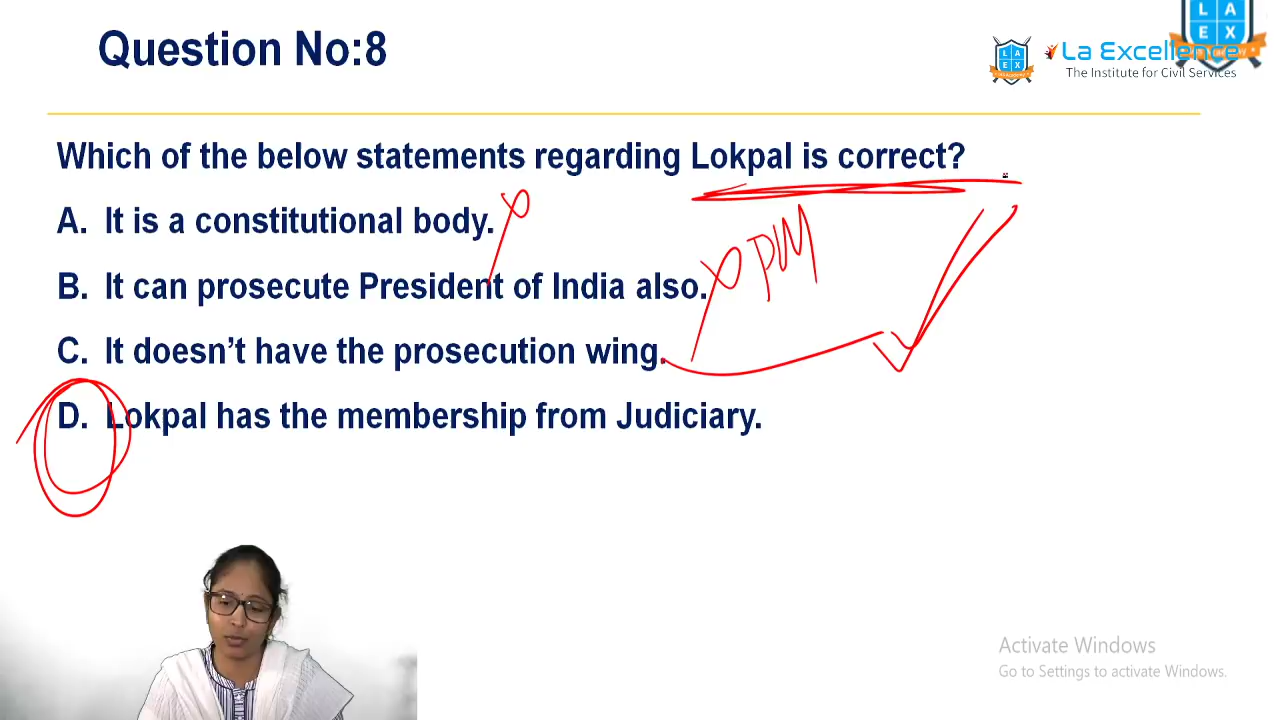 Question No:8
L A
E X
La Excellence
The Institute for Civil Services
L A
E X
Which of the below statements regarding Lokpal is correct?
A. It is a constitutional body.
B. It can prosecute President of India also.
PM
C. It doesn't have the prosecution wing.
D. Lokpal has the membership from Judiciary.
Activate Windows
Go to Settings to activate Windows.